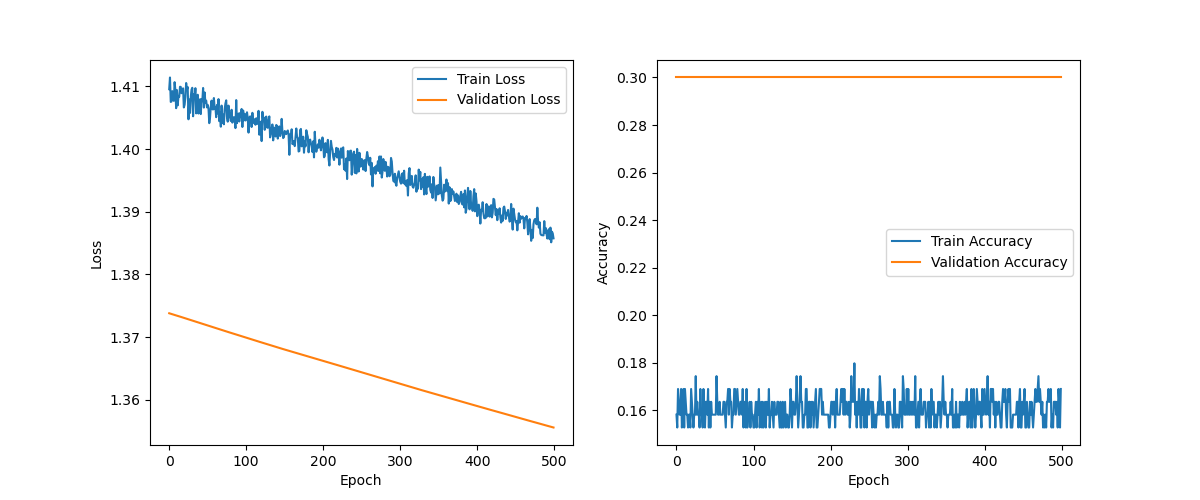 Train Loss
Validation Loss
1.41
1.40
1.39
1.38
1.37
1.36
Loss
0 100 200 300 400 500
Epoch
Train Accuracy
Validation Accuracy
0.30
0.28
0.26
0.24
0.22
0.20
0.18
0.16
Accuracy
0 100 200 300 400 500
Epoch